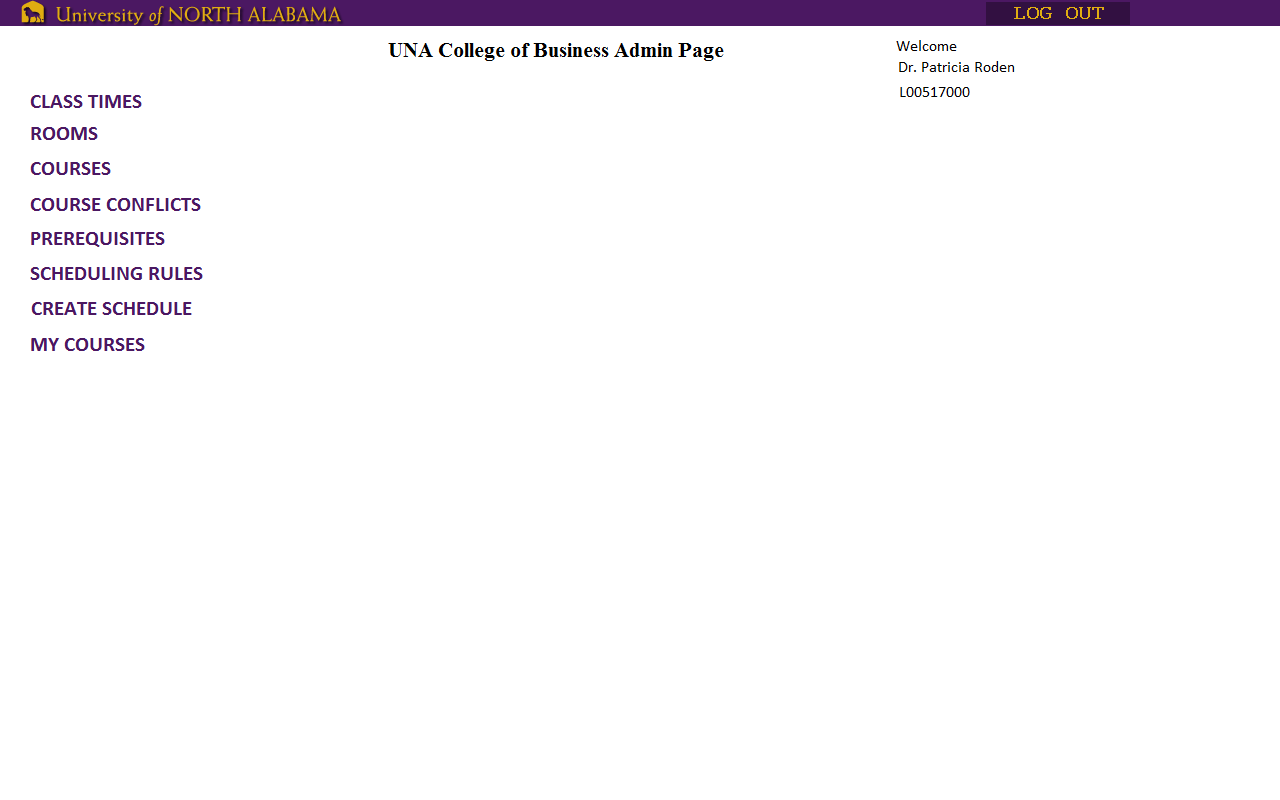 University of NORTH ALABAMA
LOG OUT
UNA College of Business Admin Page
Welcome
Dr. Patricia Roden
L00517000
CLASS TIMES
ROOMS
COURSES
COURSE CONFLICTS
PREREQUISITES
SCHEDULING RULES
CREATE SCHEDULE
MY COURSES